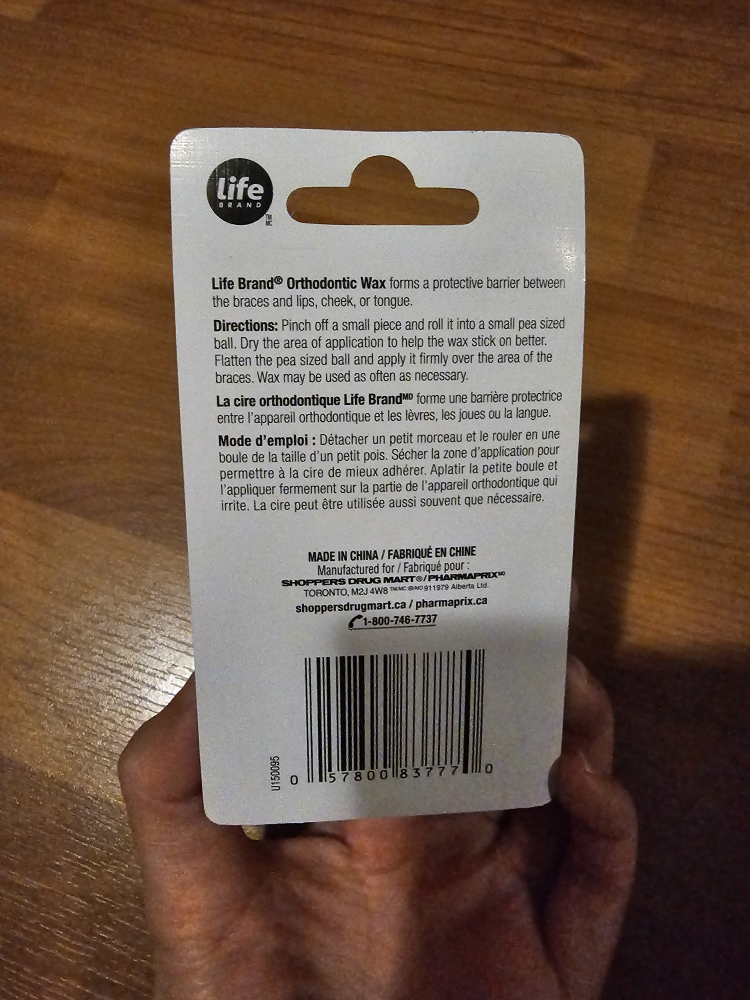 life
BRAND
TM
MC
Life Brand® Orthodontic Wax forms a protective barrier between
the braces and lips, cheek, or tongue.
Directions: Pinch off a small piece and roll it into a small pea sized
ball. Dry the area of application to help the wax stick on better.
Flatten the pea sized ball and apply it firmly over the area of the
braces. Wax may be used as often as necessary.
La cire orthodontique Life Brandᴹᴰ forme une barrière protectrice
entre l'appareil orthodontique et les lèvres, les joues ou la langue.
Mode d'emploi : Détacher un petit morceau et le rouler en une
boule de la taille d'un petit pois. Sécher la zone d'application pour
permettre à la cire de mieux adhérer. Aplatir la petite boule et
l'appliquer fermement sur la partie de l'appareil orthodontique qui
irrite. La cire peut être utilisée aussi souvent que nécessaire.
MADE IN CHINA / FABRIQUÉ EN CHINE
Manufactured for / Fabriqué pour :
SHOPPERS DRUG MART®/PHARMAPRIXᴹᴰ
TORONTO, M2J 4W8 TM/MC ®/MD 911979 Alberta Ltd.
shoppersdrugmart.ca / pharmaprix.ca
1-800-746-7737
U150095
0 57800 83777 0